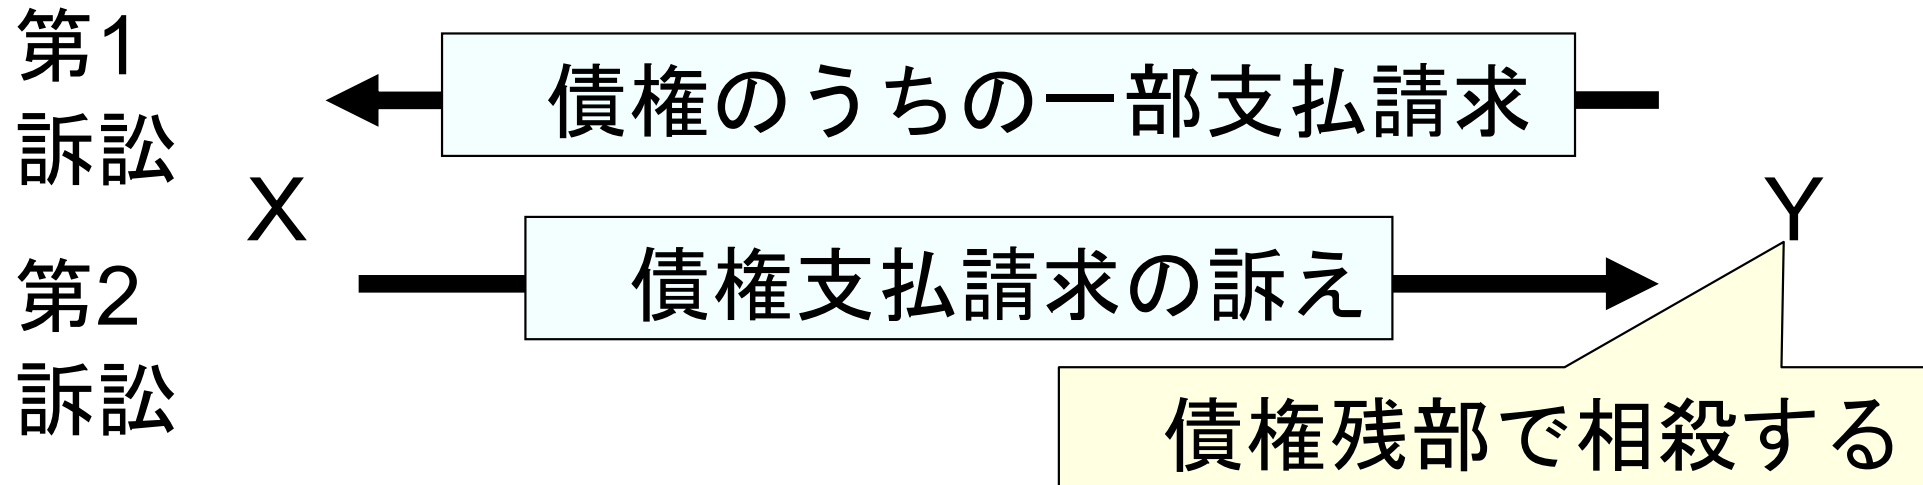 第1
訴訟
債権のうちの一部支払請求
X
Y
第2
訴訟
債権支払請求の訴え
債権残部で相殺する